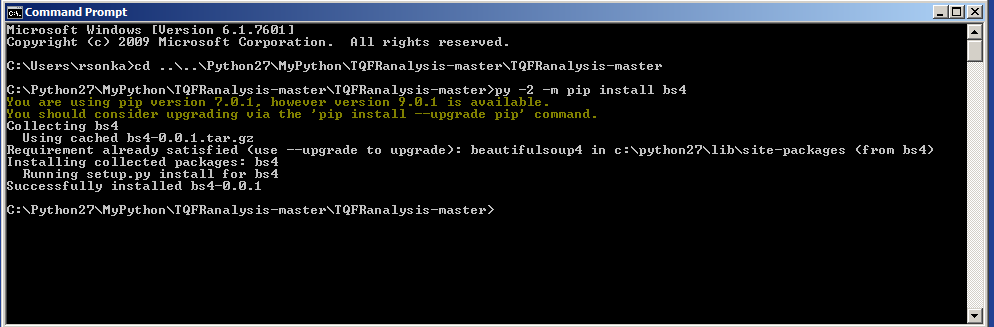 Command Prompt
Microsoft Windows [Version 6.1.7601]
Copyright (c) 2009 Microsoft Corporation.  All rights reserved.
C:\Users\rsonka>cd ..\..\Python27\MyPython\TQFRanalysis-master\TQFRanalysis-master
C:\Python27\MyPython\TQFRanalysis-master\TQFRanalysis-master>py -2 -m pip install bs4
You are using pip version 7.0.1, however version 9.0.1 is available.
You should consider upgrading via the 'pip install --upgrade pip' command.
Collecting bs4
  Using cached bs4-0.0.1.tar.gz
Requirement already satisfied (use --upgrade to upgrade): beautifulsoup4 in c:\python27\lib\site-packages (from bs4)
Installing collected packages: bs4
  Running setup.py install for bs4
Successfully installed bs4-0.0.1
C:\Python27\MyPython\TQFRanalysis-master\TQFRanalysis-master>